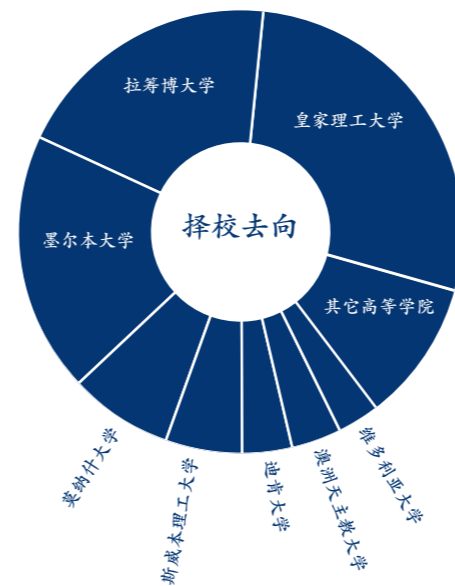 拉筹博大学
皇家理工大学
择校去向
墨尔本大学
其它高等学院
莫纳什大学
斯威本理工大学
迪肯大学
澳洲天主教大学
维多利亚大学